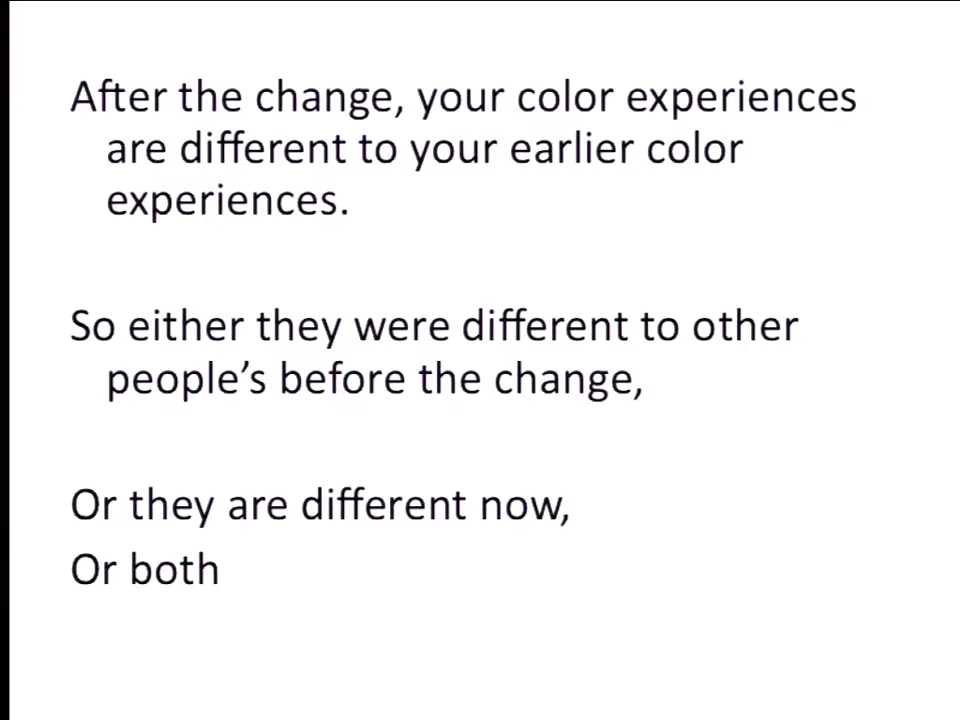 After the change, your color experiences
are different to your earlier color
experiences.
So either they were different to other
people’s before the change,
Or they are different now,
Or both